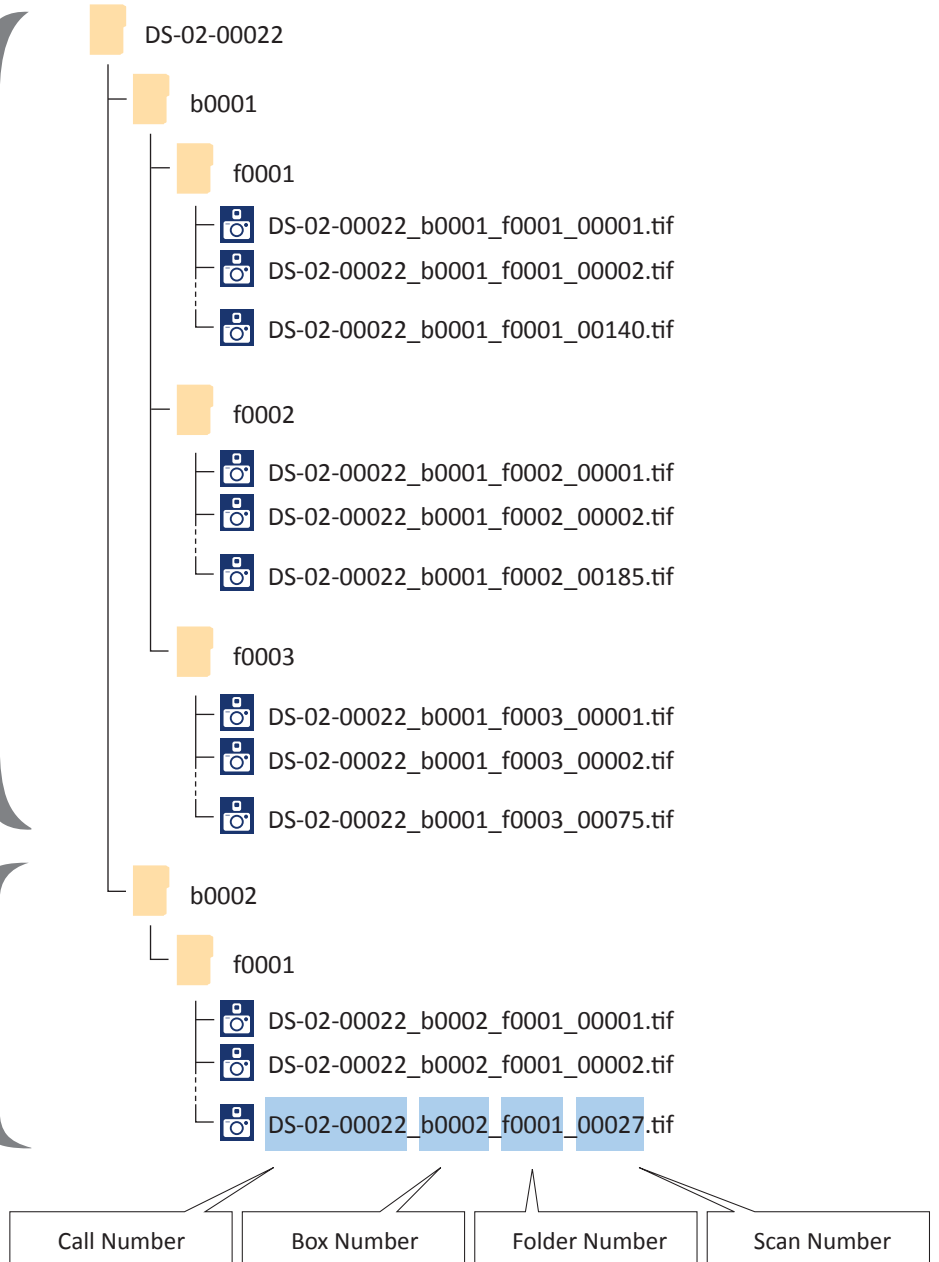 DS-02-00022
b0001
f0001
DS-02-00022_b0001_f0001_00001.tif
DS-02-00022_b0001_f0001_00002.tif
DS-02-00022_b0001_f0001_00140.tif
f0002
DS-02-00022_b0001_f0002_00001.tif
DS-02-00022_b0001_f0002_00002.tif
DS-02-00022_b0001_f0002_00185.tif
f0003
DS-02-00022_b0001_f0003_00001.tif
DS-02-00022_b0001_f0003_00002.tif
DS-02-00022_b0001_f0003_00075.tif
b0002
f0001
DS-02-00022_b0002_f0001_00001.tif
DS-02-00022_b0002_f0001_00002.tif
DS-02-00022_b0002_f0001_00027.tif
Call Number Box Number Folder Number Scan Number